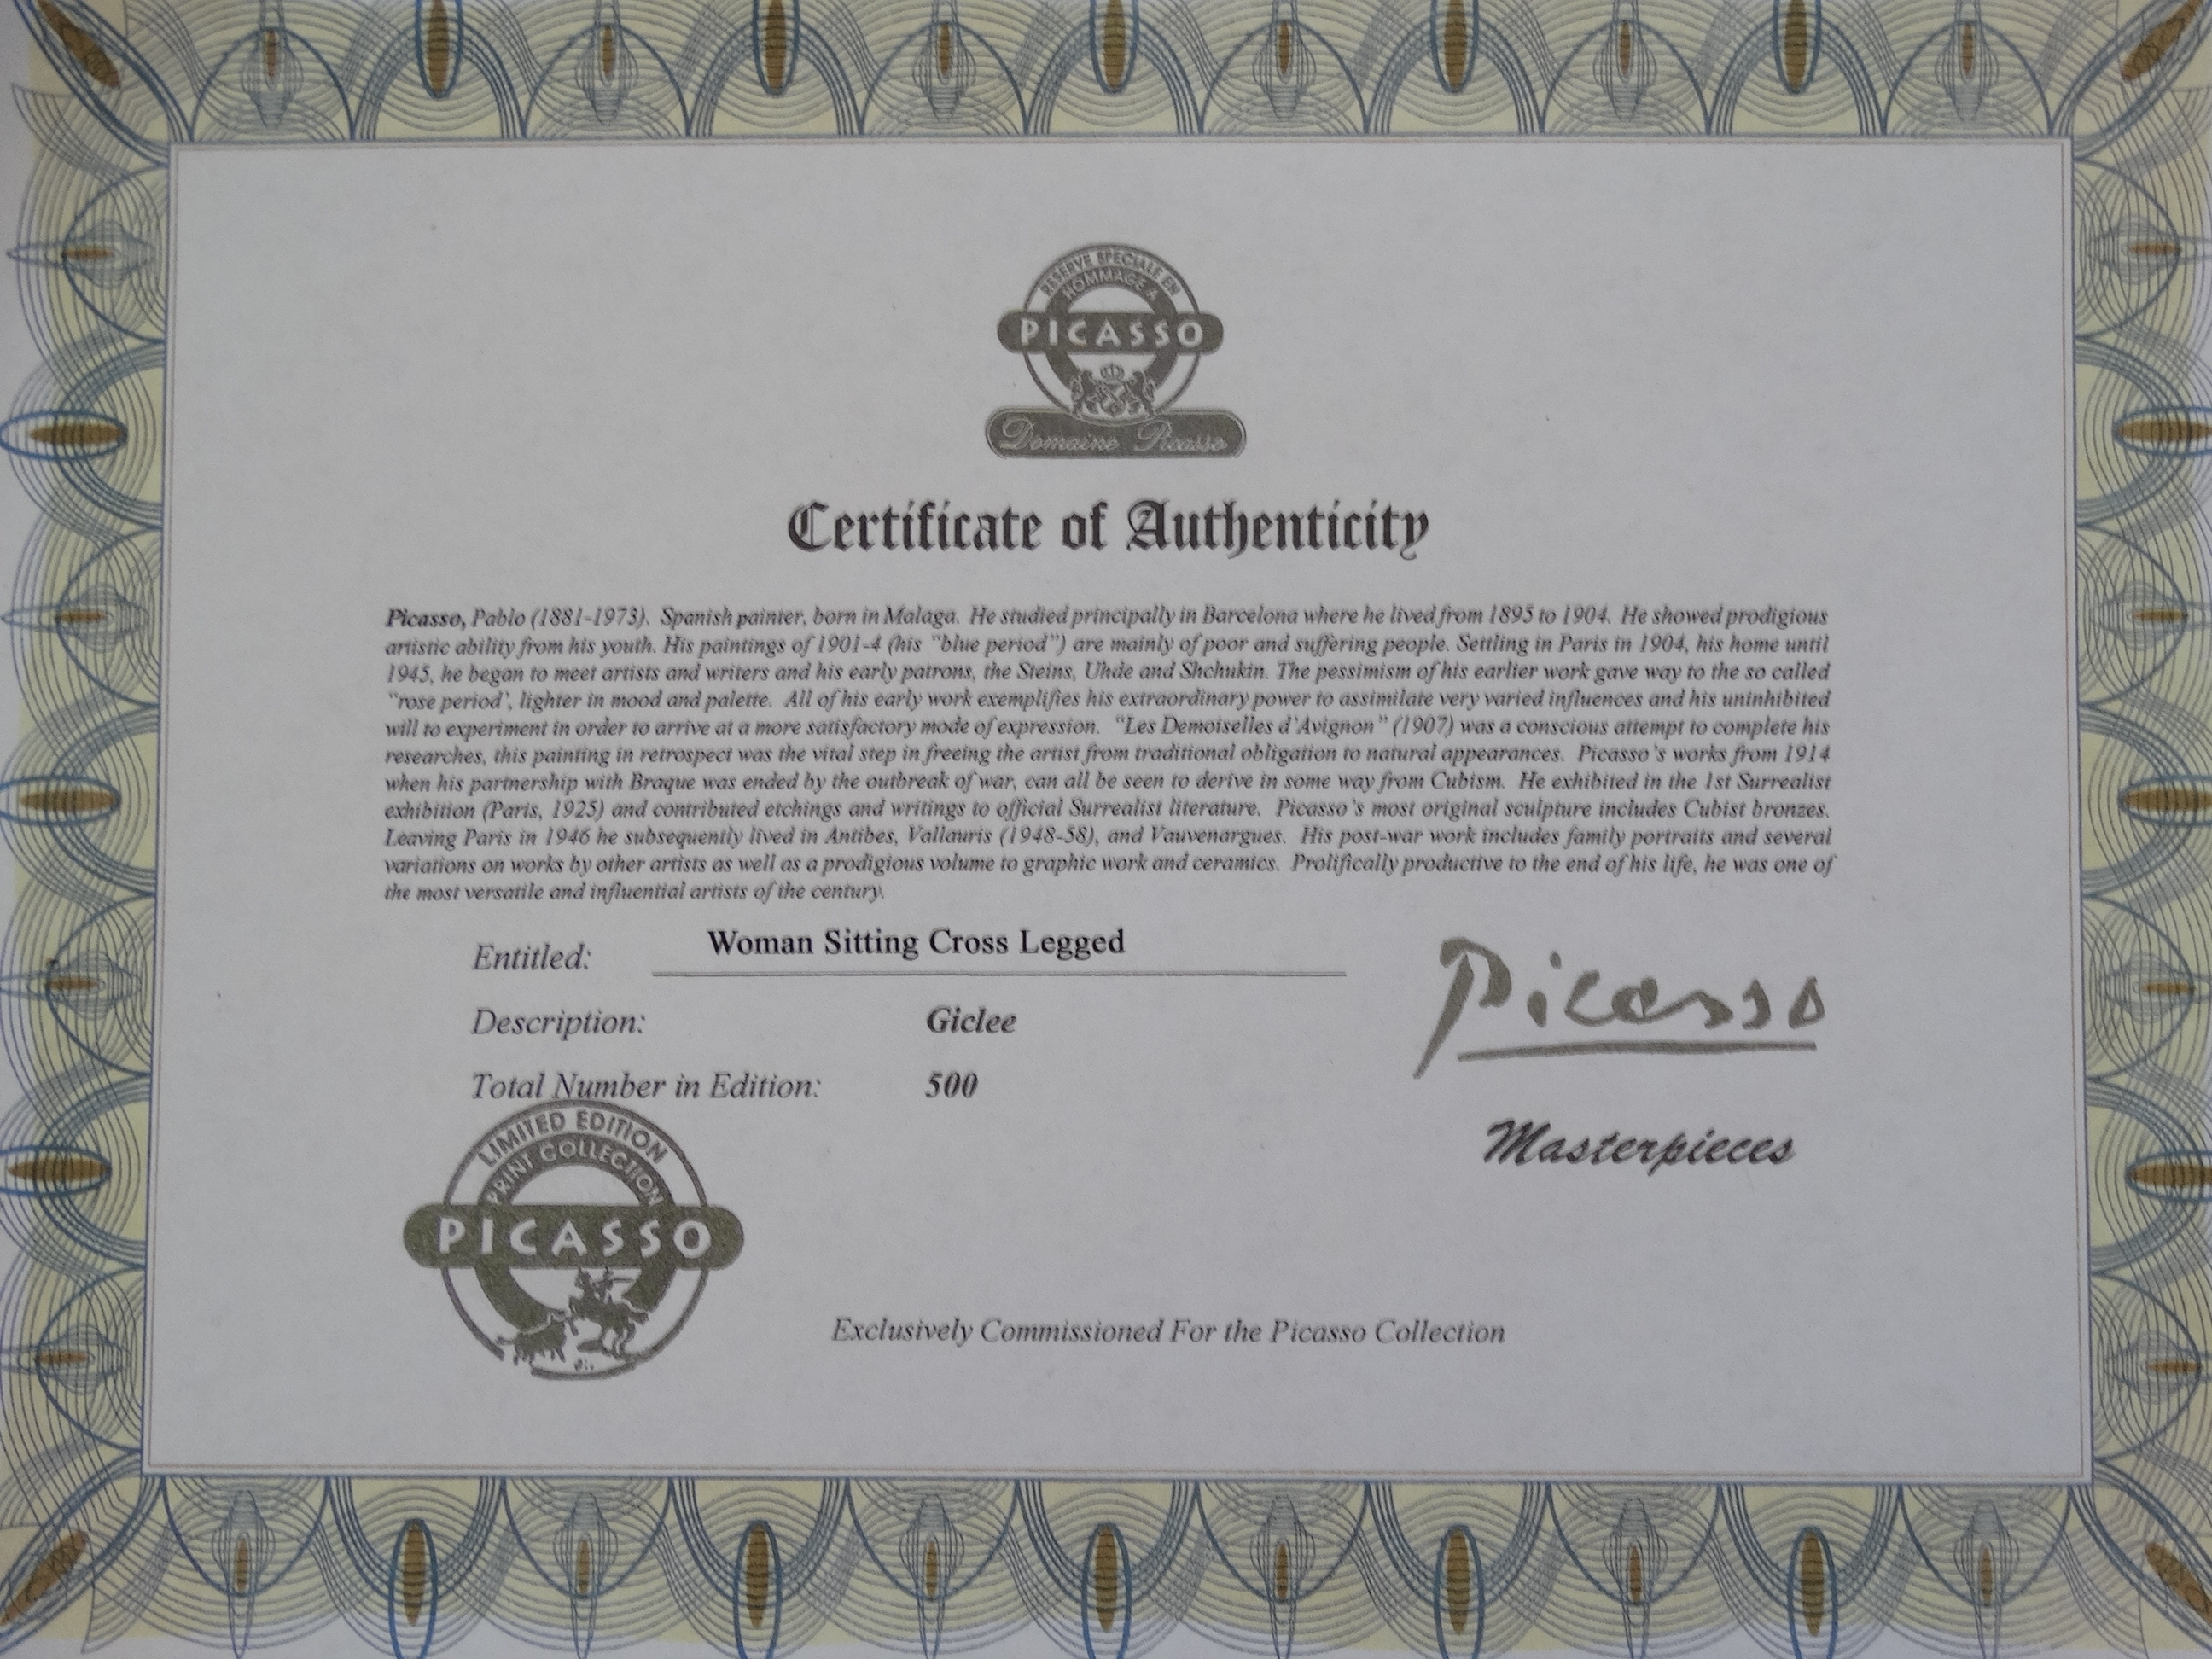 RESERVE SPECIALE EN
HOMMAGE A
PICASSO
Domaine Picasso
Certificate of Authenticity
Picasso, Pablo (1881-1973). Spanish painter, born in Malaga. He studied principally in Barcelona where he lived from 1895 to 1904. He showed prodigious
artistic ability from his youth. His paintings of 1901-4 (his "blue period") are mainly of poor and suffering people. Settling in Paris in 1904, his home until
1945, he began to meet artists and writers and his early patrons, the Steins, Uhde and Shchukin. The pessimism of his earlier work gave way to the so called
"rose period', lighter in mood and palette. All of his early work exemplifies his extraordinary power to assimilate very varied influences and his uninhibited
will to experiment in order to arrive at a more satisfactory mode of expression. "Les Demoiselles d'Avignon" (1907) was a conscious attempt to complete his
researches, this painting in retrospect was the vital step in freeing the artist from traditional obligation to natural appearances. Picasso's works from 1914
when his partnership with Braque was ended by the outbreak of war, can all be seen to derive in some way from Cubism. He exhibited in the 1st Surrealist
exhibition (Paris, 1925) and contributed etchings and writings to official Surrealist literature. Picasso's most original sculpture includes Cubist bronzes.
Leaving Paris in 1946 he subsequently lived in Antibes, Vallauris (1948-58), and Vauvenargues. His post-war work includes family portraits and several
variations on works by other artists as well as a prodigious volume to graphic work and ceramics. Prolifically productive to the end of his life, he was one of
the most versatile and influential artists of the century.
Entitled: Woman Sitting Cross Legged
Description: Giclee
Total Number in Edition: 500
Picasso
Masterpieces
LIMITED EDITION
PRINT COLLECTION
PICASSO
Exclusively Commissioned For the Picasso Collection